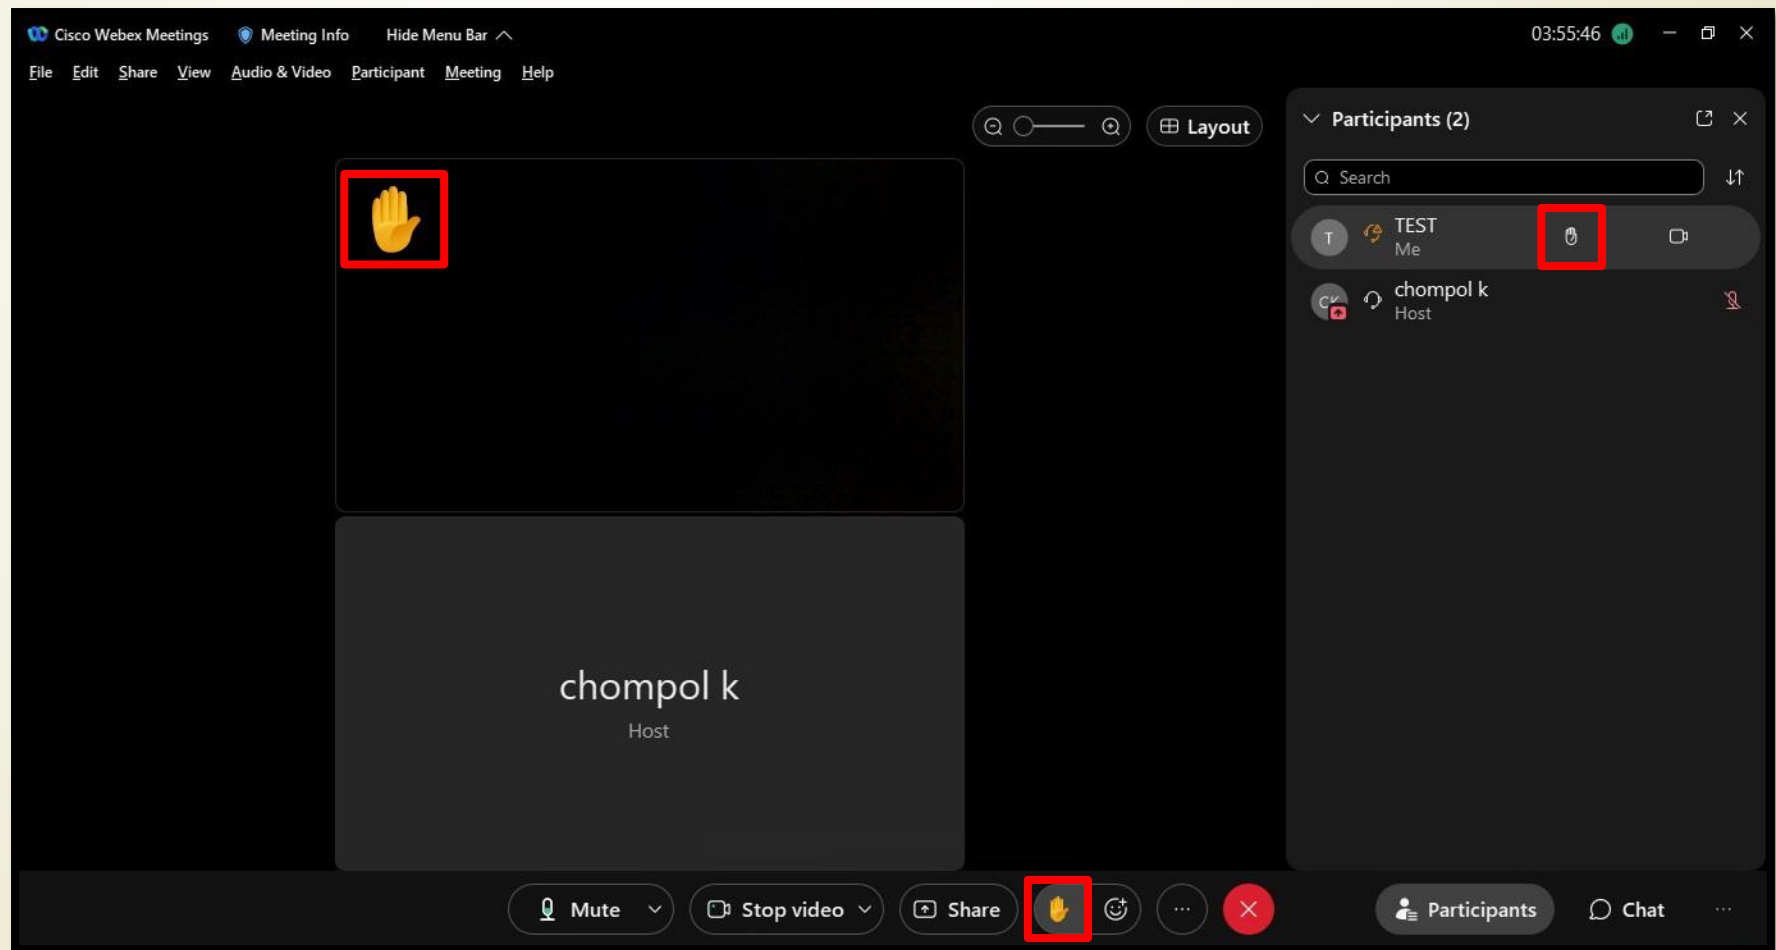 Cisco Webex Meetings Meeting Info Hide Menu Bar 03:55:46
File Edit Share View Audio & Video Participant Meeting Help
Layout
Participants (2)
Search
T TEST
Me
CK chompol k
Host
chompol k
Host
Mute Stop video Share Participants Chat